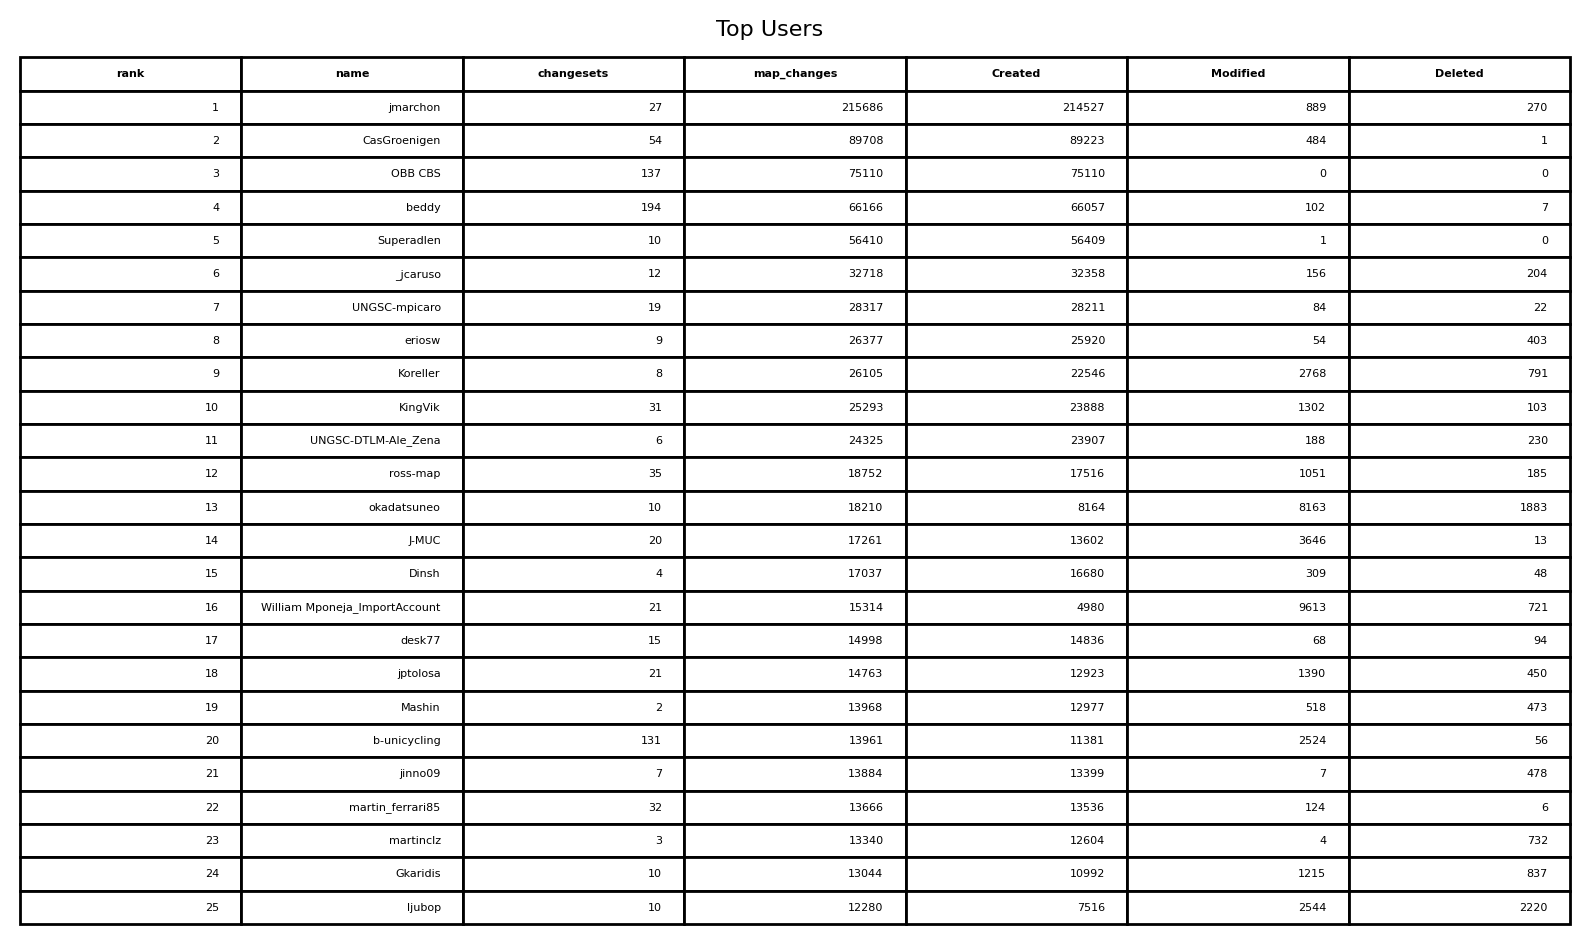 Top Users
rank name changesets map_changes Created Modified Deleted
1 jmarchon 27 215686 214527 889 270
2 CasGroenigen 54 89708 89223 484 1
3 OBB CBS 137 75110 75110 0 0
4 beddy 194 66166 66057 102 7
5 Superadlen 10 56410 56409 1 0
6 _jcaruso 12 32718 32358 156 204
7 UNGSC-mpicaro 19 28317 28211 84 22
8 eriosw 9 26377 25920 54 403
9 Koreller 8 26105 22546 2768 791
10 KingVik 31 25293 23888 1302 103
11 UNGSC-DTLM-Ale_Zena 6 24325 23907 188 230
12 ross-map 35 18752 17516 1051 185
13 okadatsuneo 10 18210 8164 8163 1883
14 J-MUC 20 17261 13602 3646 13
15 Dinsh 4 17037 16680 309 48
16 William Mponeja_ImportAccount 21 15314 4980 9613 721
17 desk77 15 14998 14836 68 94
18 jptolosa 21 14763 12923 1390 450
19 Mashin 2 13968 12977 518 473
20 b-unicycling 131 13961 11381 2524 56
21 jinno09 7 13884 13399 7 478
22 martin_ferrari85 32 13666 13536 124 6
23 martinclz 3 13340 12604 4 732
24 Gkaridis 10 13044 10992 1215 837
25 ljubop 10 12280 7516 2544 2220